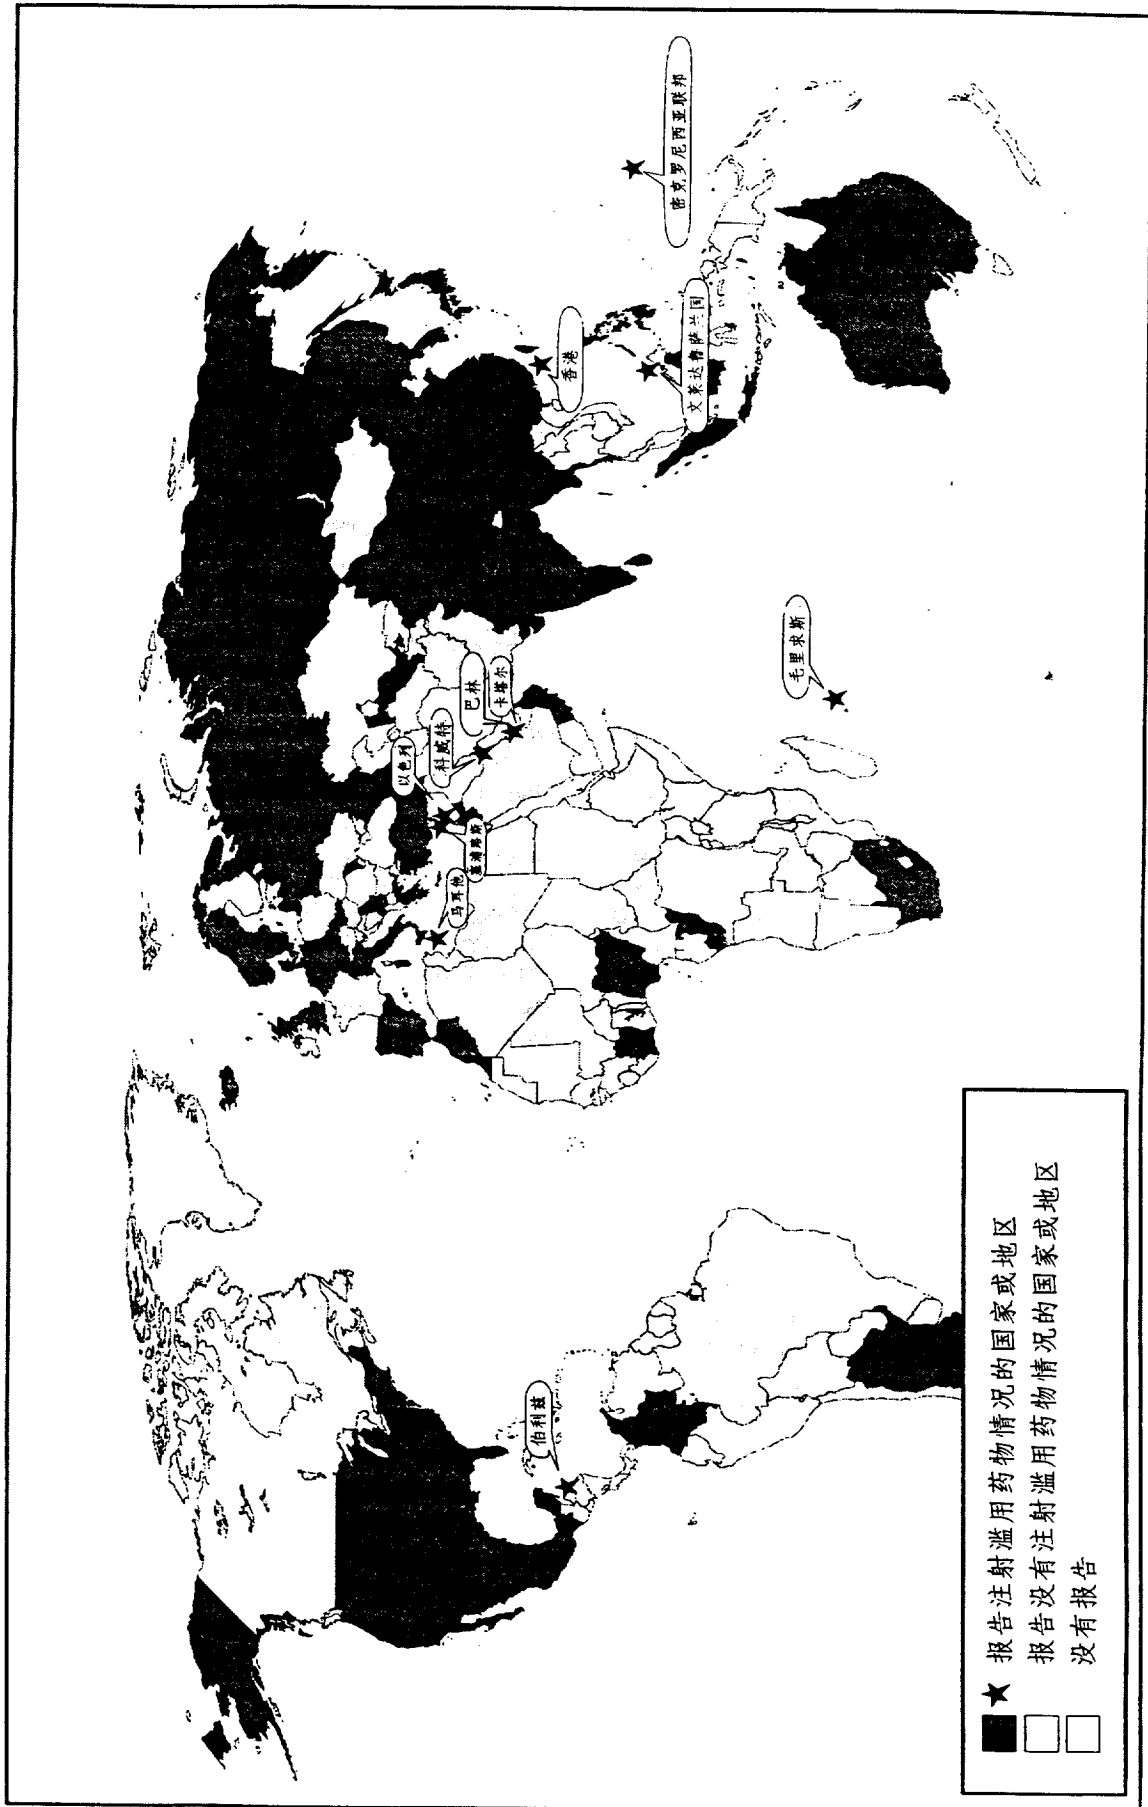 密克罗尼西亚联邦
香港
文莱达鲁萨兰国
毛里求斯
巴林
卡塔尔
科威特
以色列
塞浦路斯
马耳他
伯利兹
报告注射滥用药物情况的国家或地区
报告没有注射滥用药物情况的国家或地区
没有报告